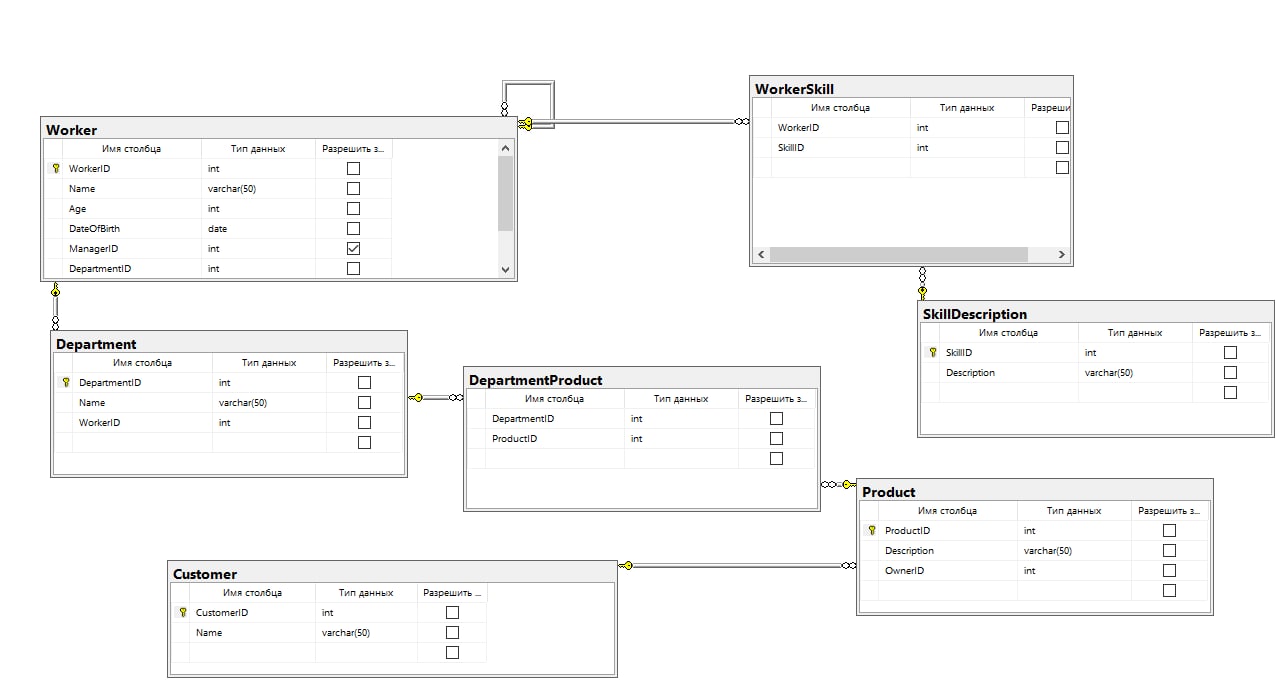 Worker
Имя столбца Тип данных Разрешить з...
WorkerID int
Name varchar(50)
Age int
DateOfBirth date
ManagerID int
DepartmentID int
WorkerSkill
Имя столбца Тип данных Разреши
WorkerID int
SkillID int
SkillDescription
Имя столбца Тип данных Разрешить з...
SkillID int
Description varchar(50)
Department
Имя столбца Тип данных Разрешить з...
DepartmentID int
Name varchar(50)
WorkerID int
DepartmentProduct
Имя столбца Тип данных Разрешить з...
DepartmentID int
ProductID int
Product
Имя столбца Тип данных Разрешить з...
ProductID int
Description varchar(50)
OwnerID int
Customer
Имя столбца Тип данных Разрешить ...
CustomerID int
Name varchar(50)